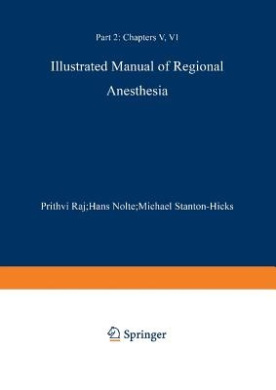 Part 2: Chapters V, VI
Illustrated Manual of Regional
Anesthesia
Prithvi Raj;Hans Nolte;Michael Stanton-Hicks
Springer